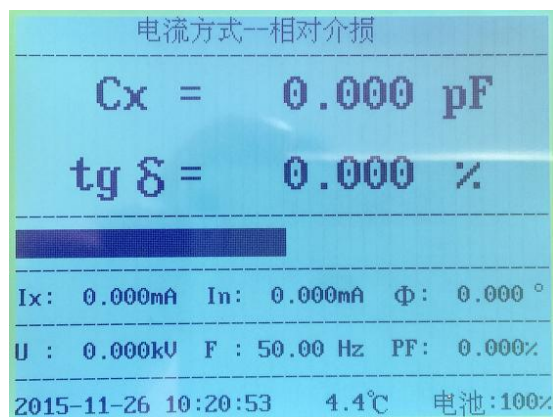 电流方式--相对介损
Cx = 0.000 pF
tg δ = 0.000 %
Ix: 0.000mA In: 0.000mA Φ: 0.000 °
U : 0.000kV F : 50.00 Hz PF: 0.000%
2015-11-26 10:20:53 4.4℃ 电池:100%